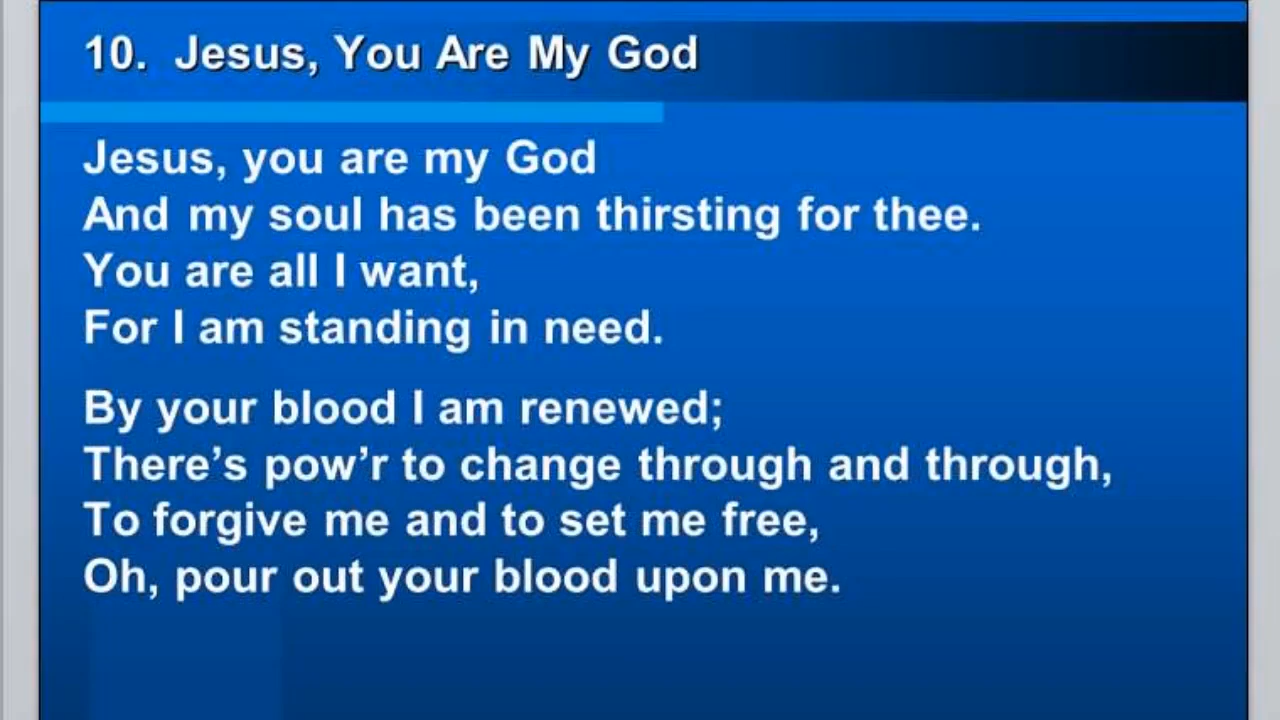 10. Jesus, You Are My God
Jesus, you are my God
And my soul has been thirsting for thee.
You are all I want,
For I am standing in need.
By your blood I am renewed;
There’s pow’r to change through and through,
To forgive me and to set me free,
Oh, pour out your blood upon me.